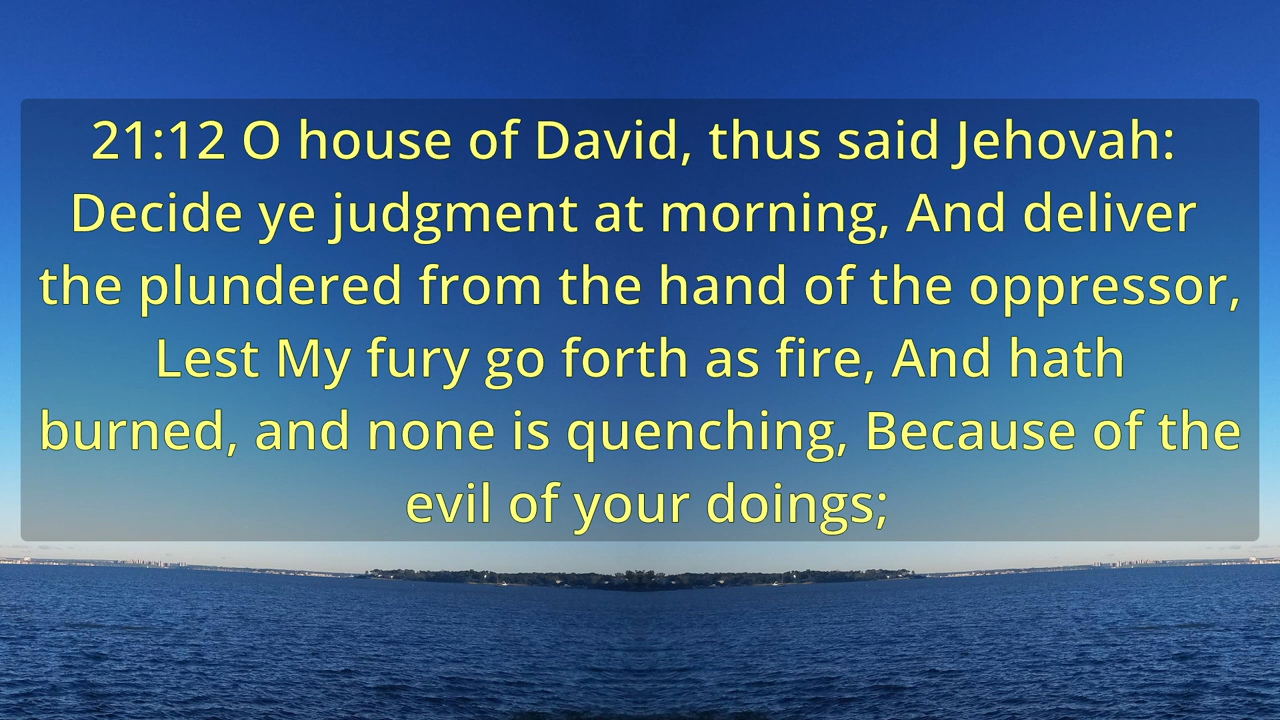 21:12 O house of David, thus said Jehovah:
Decide ye judgment at morning, And deliver
the plundered from the hand of the oppressor,
Lest My fury go forth as fire, And hath
burned, and none is quenching, Because of the
evil of your doings;